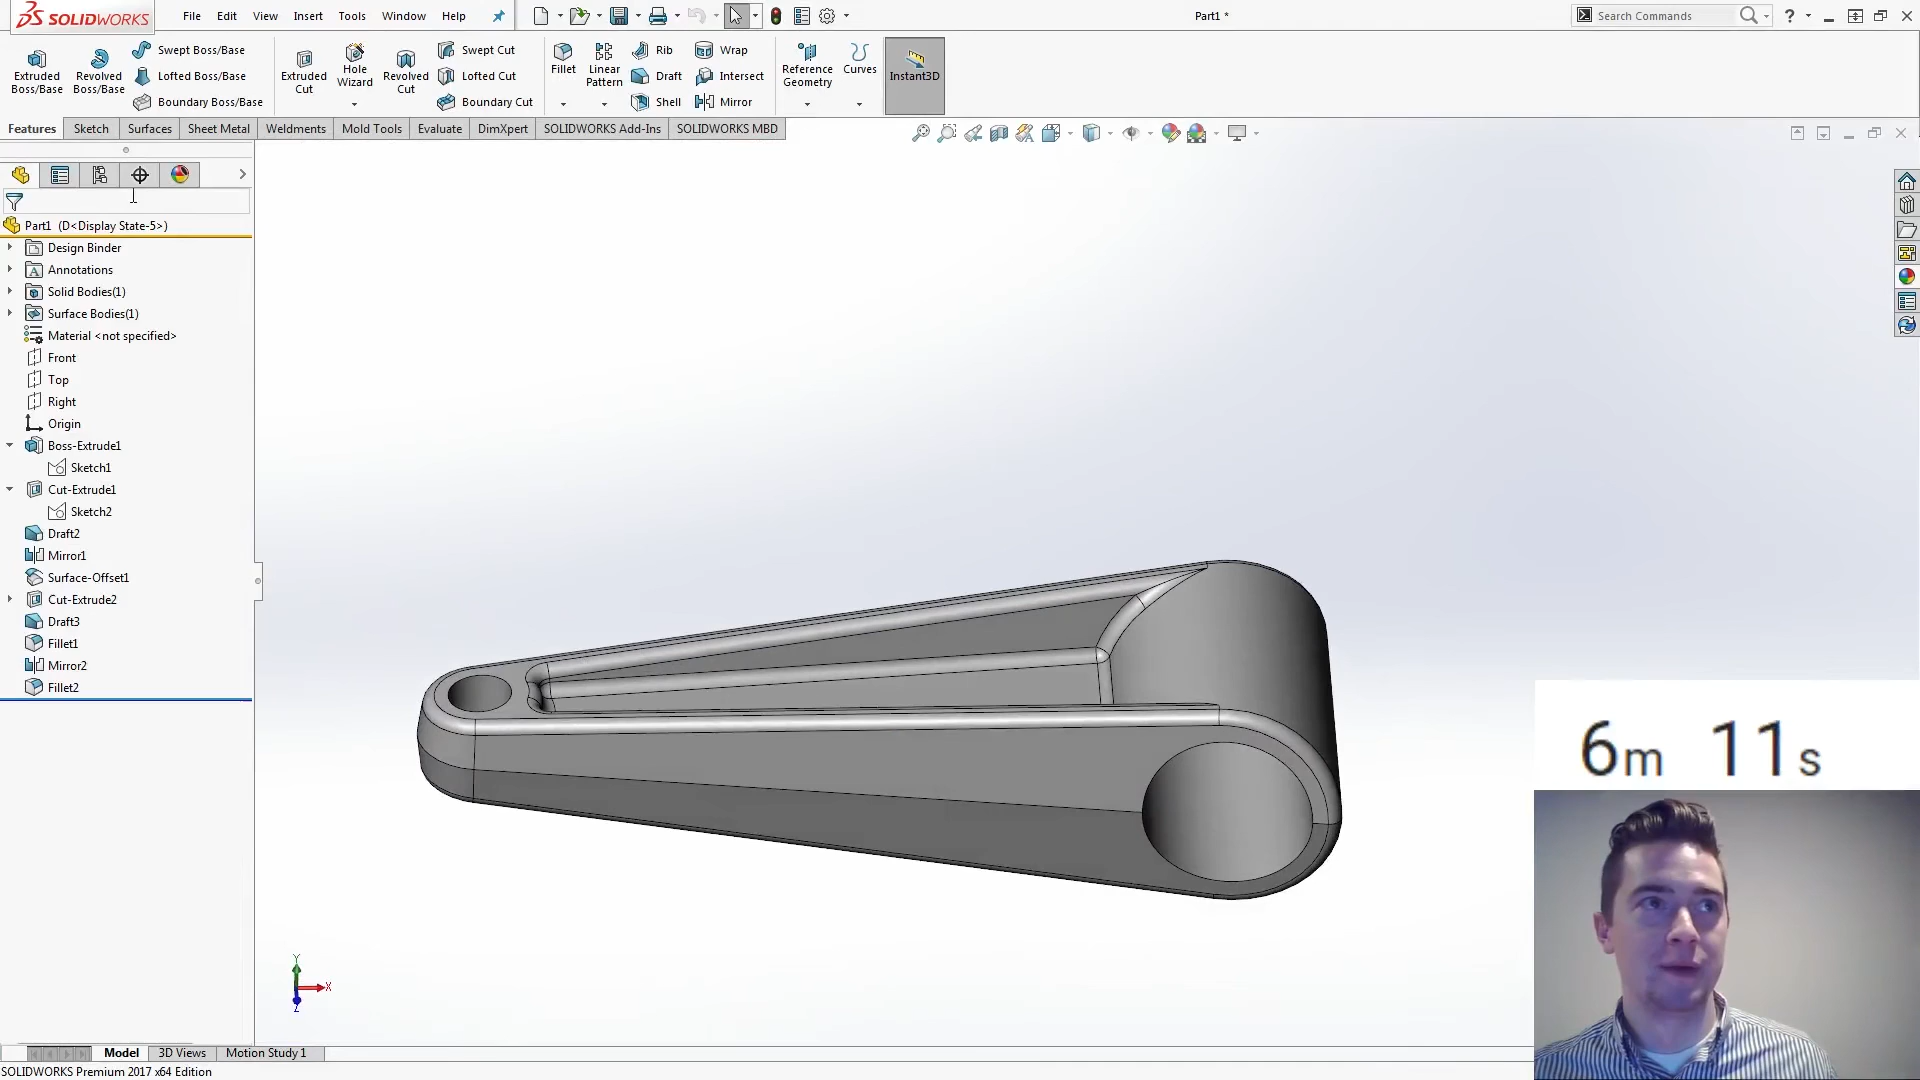 SOLIDWORKS File Edit View Insert Tools Window Help Part1 * Search Commands
Extruded Boss/Base
Revolved Boss/Base
Swept Boss/Base
Lofted Boss/Base
Boundary Boss/Base
Extruded Cut
Hole Wizard
Revolved Cut
Swept Cut
Lofted Cut
Boundary Cut
Fillet
Linear Pattern
Rib
Draft
Shell
Wrap
Intersect
Mirror
Reference Geometry
Curves
Instant3D
Features Sketch Surfaces Sheet Metal Weldments Mold Tools Evaluate DimXpert SOLIDWORKS Add-Ins SOLIDWORKS MBD
Part1 (D<Display State-5>)
Design Binder
Annotations
Solid Bodies(1)
Surface Bodies(1)
Material <not specified>
Front
Top
Right
Origin
Boss-Extrude1
Sketch1
Cut-Extrude1
Sketch2
Draft2
Mirror1
Surface-Offset1
Cut-Extrude2
Draft3
Fillet1
Mirror2
Fillet2
6m 11s
Y
X
Z
Model 3D Views Motion Study 1
SOLIDWORKS Premium 2017 x64 Edition